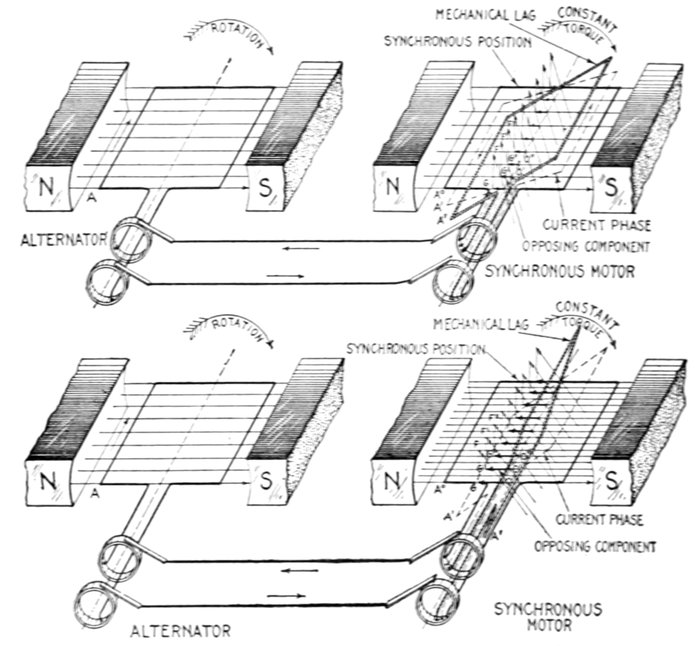 MECHANICAL LAG
CONSTANT
TORQUE
ROTATION
SYNCHRONOUS POSITION
N
S
N
S
A
A°
A'
A"
CURRENT PHASE
OPPOSING COMPONENT
ALTERNATOR
SYNCHRONOUS MOTOR
ROTATION
MECHANICAL LAG
CONSTANT
TORQUE
SYNCHRONOUS POSITION
N
S
N
S
A
A°
A'
A"
CURRENT PHASE
OPPOSING COMPONENT
ALTERNATOR
SYNCHRONOUS
MOTOR